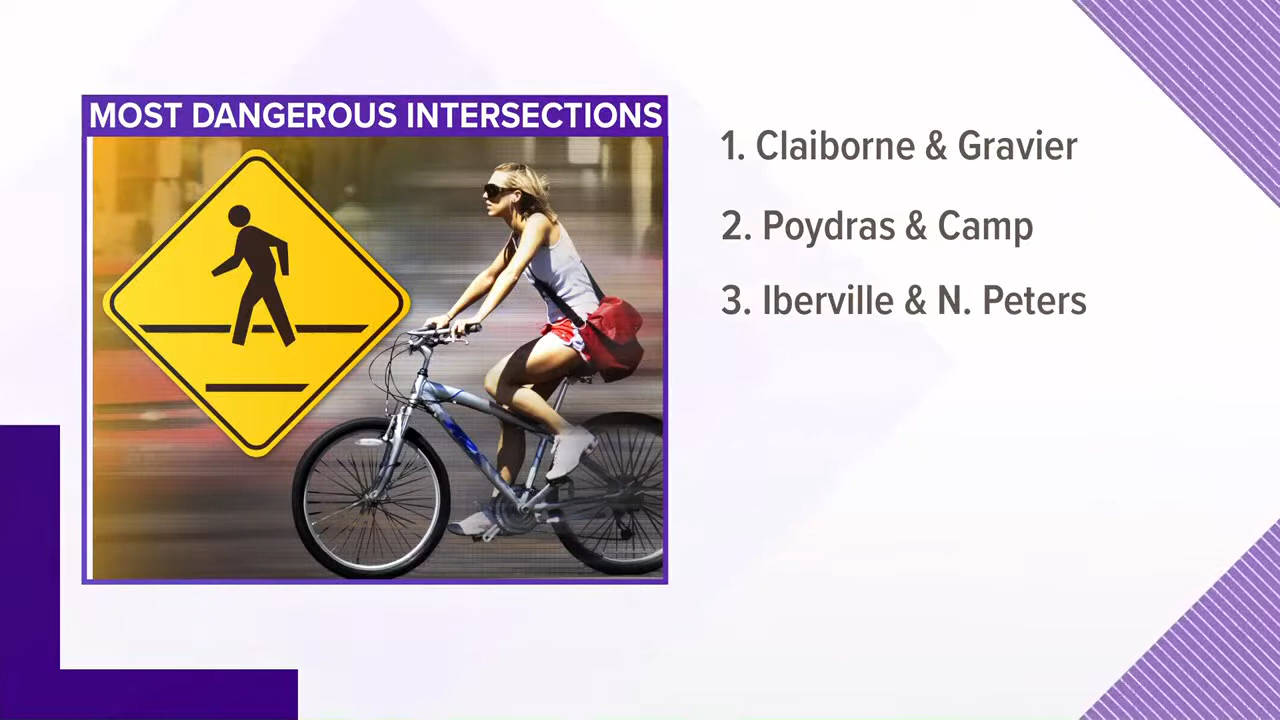 MOST DANGEROUS INTERSECTIONS
1. Claiborne & Gravier
2. Poydras & Camp
3. Iberville & N. Peters